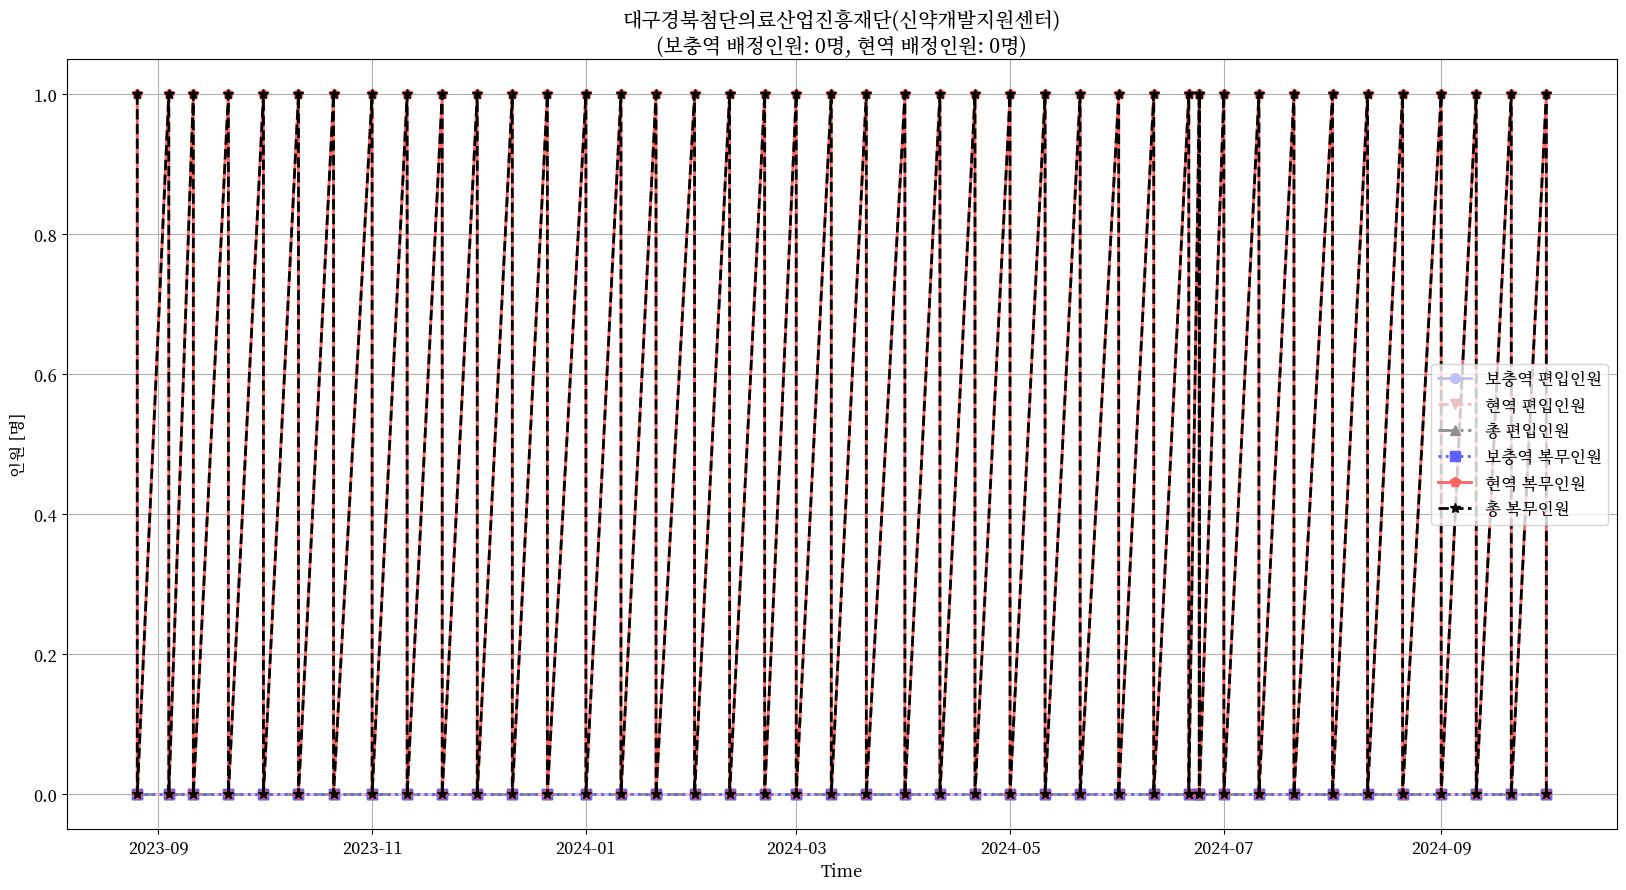 대구경북첨단의료산업진흥재단(신약개발지원센터)
(보충역 배정인원: 0명, 현역 배정인원: 0명)
1.0
0.8
0.6
0.4
0.2
0.0
인원 [명]
보충역 편입인원
현역 편입인원
총 편입인원
보충역 복무인원
현역 복무인원
총 복무인원
2023-09
2023-11
2024-01
2024-03
2024-05
2024-07
2024-09
Time